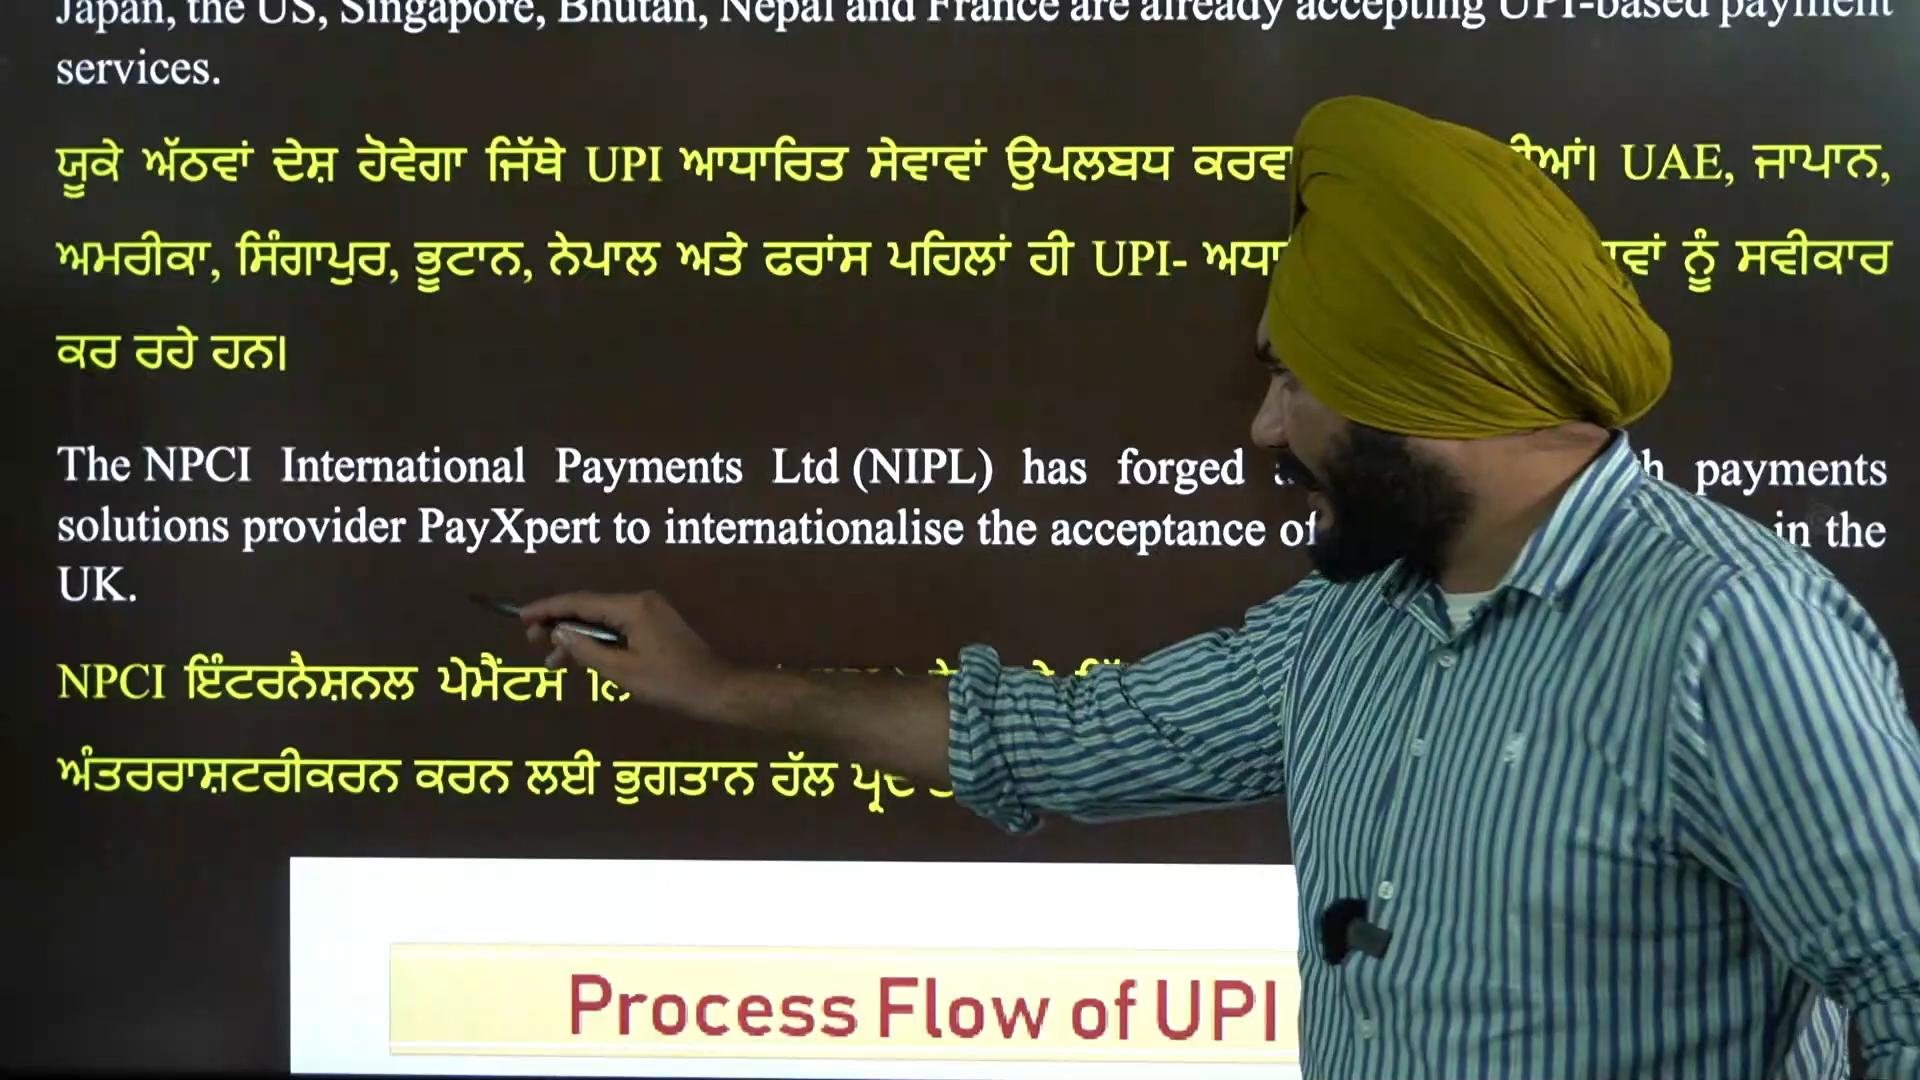 Japan, the US, Singapore, Bhutan, Nepal and France are already accepting UPI-based payment
services.
ਯੂਕੇ ਅੱਠਵਾਂ ਦੇਸ਼ ਹੋਵੇਗਾ ਜਿੱਥੇ UPI ਆਧਾਰਿਤ ਸੇਵਾਵਾਂ ਉਪਲਬਧ UAE, ਜਾਪਾਨ,
ਅਮਰੀਕਾ, ਸਿੰਗਾਪੁਰ, ਭੂਟਾਨ, ਨੇਪਾਲ ਅਤੇ ਫਰਾਂਸ ਪਹਿਲਾਂ ਹੀ UPI- ਨੂੰ ਸਵੀਕਾਰ
ਕਰ ਰਹੇ ਹਨ।
The NPCI International Payments Ltd (NIPL) has forged payments
solutions provider PayXpert to internationalise the acceptance of in the
UK.
NPCI ਇੰਟਰਨੈਸ਼ਨਲ ਪੇਮੈਂਟਸ
ਅੰਤਰਰਾਸ਼ਟਰੀਕਰਨ ਕਰਨ ਲਈ ਭੁਗਤਾਨ ਹੱਲ
Process Flow of UPI